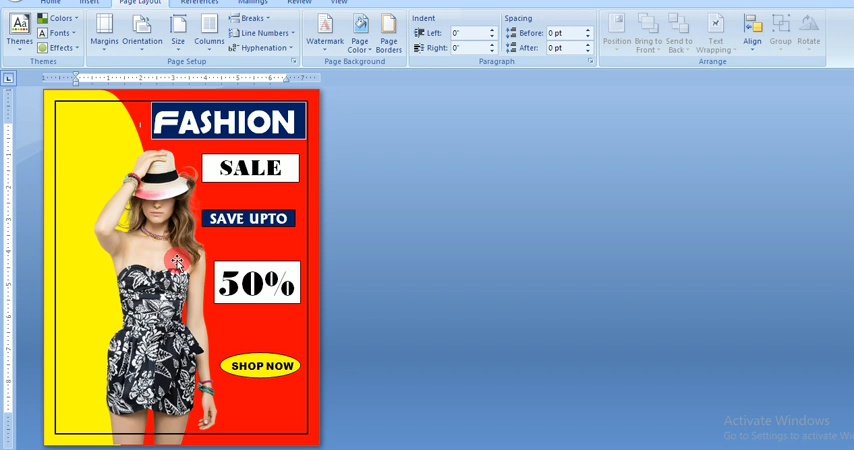 Home Insert Page Layout References Mailings Review View
Colors Breaks Indent Spacing
Themes Fonts Margins Orientation Size Columns Line Numbers Watermark Page Color Page Borders Left: 0" Before: 0 pt Position Bring to Front Send to Back Text Wrapping Align Group Rotate
Effects Hyphenation Right: 0" After: 0 pt
Themes Page Setup Page Background Paragraph Arrange
FASHION
SALE
SAVE UPTO
50%
SHOP NOW
Activate Windows
Go to Settings to activate